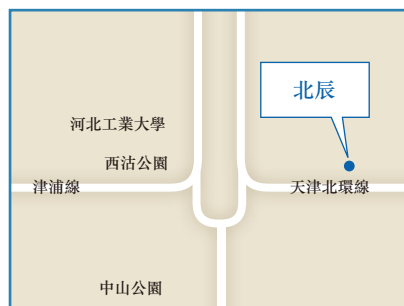 北辰
河北工業大學
西沽公園
津浦線
天津北環線
中山公園